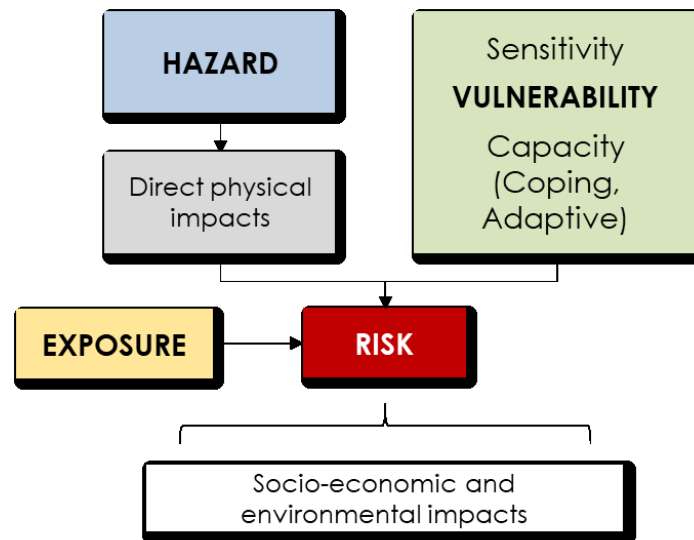 HAZARD
Direct physical
impacts
Sensitivity
VULNERABILITY
Capacity
(Coping,
Adaptive)
EXPOSURE
RISK
Socio-economic and
environmental impacts